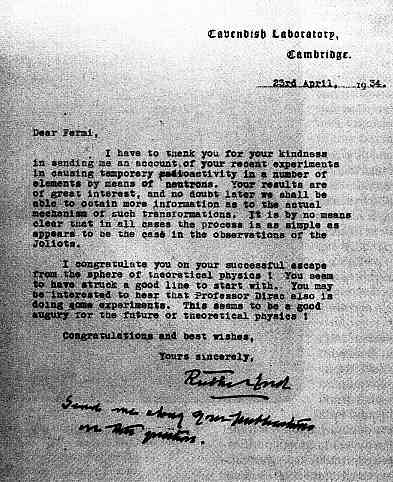 Cavendish Laboratory,
Cambridge.
23rd April, 1934.
Dear Fermi,
I have to thank you for your kindness
in sending me an account of your recent experiments
in causing temporary radioactivity in a number of
elements by means of neutrons. Your results are
of great interest, and no doubt later we shall be
able to obtain more information as to the actual
mechanism of such transformations. It is by no means
clear that in all cases the process is as simple as
appears to be the case in the observations of the
Joliots.
I congratulate you on your successful escape
from the sphere of theoretical physics ! You seem
to have struck a good line to start with. You may
be interested to hear that Professor Dirac also is
doing some experiments. This seems to be a good
augury for the future of theoretical physics !
Congratulations and best wishes,
Yours sincerely,
Rutherford
Send me along your publications
on this question.